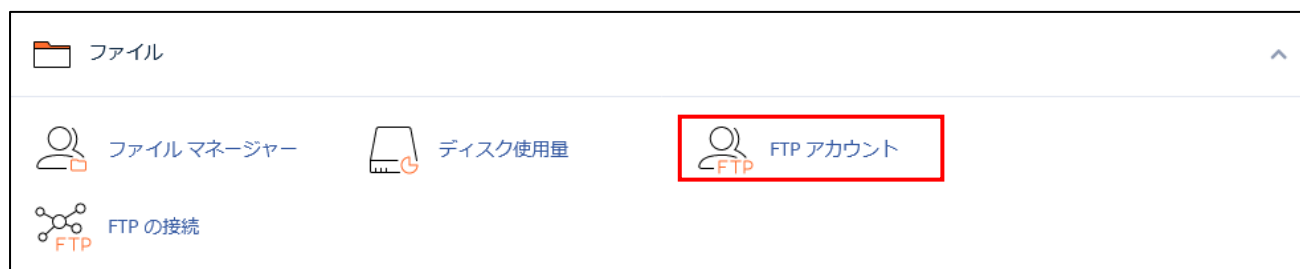 ファイル
ファイル マネージャー
ディスク使用量
FTP アカウント
FTP
FTP の接続
FTP